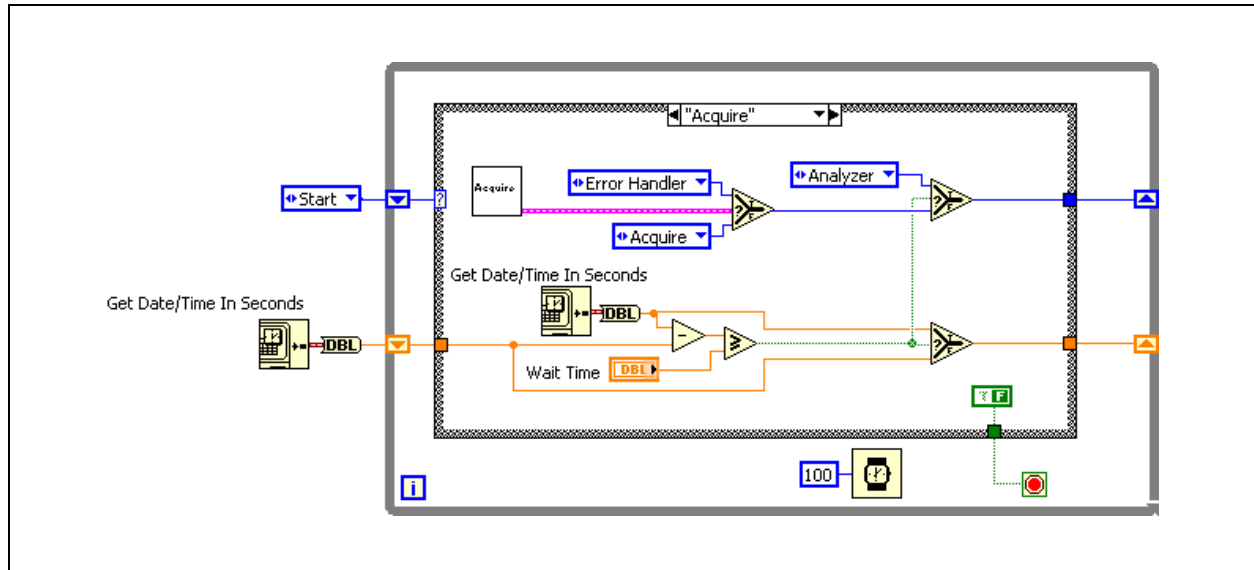 "Acquire"
Acquire
Error Handler
Analyzer
Start
Acquire
Get Date/Time In Seconds
Get Date/Time In Seconds
DBL
DBL
Wait Time
DBL
F
100
i